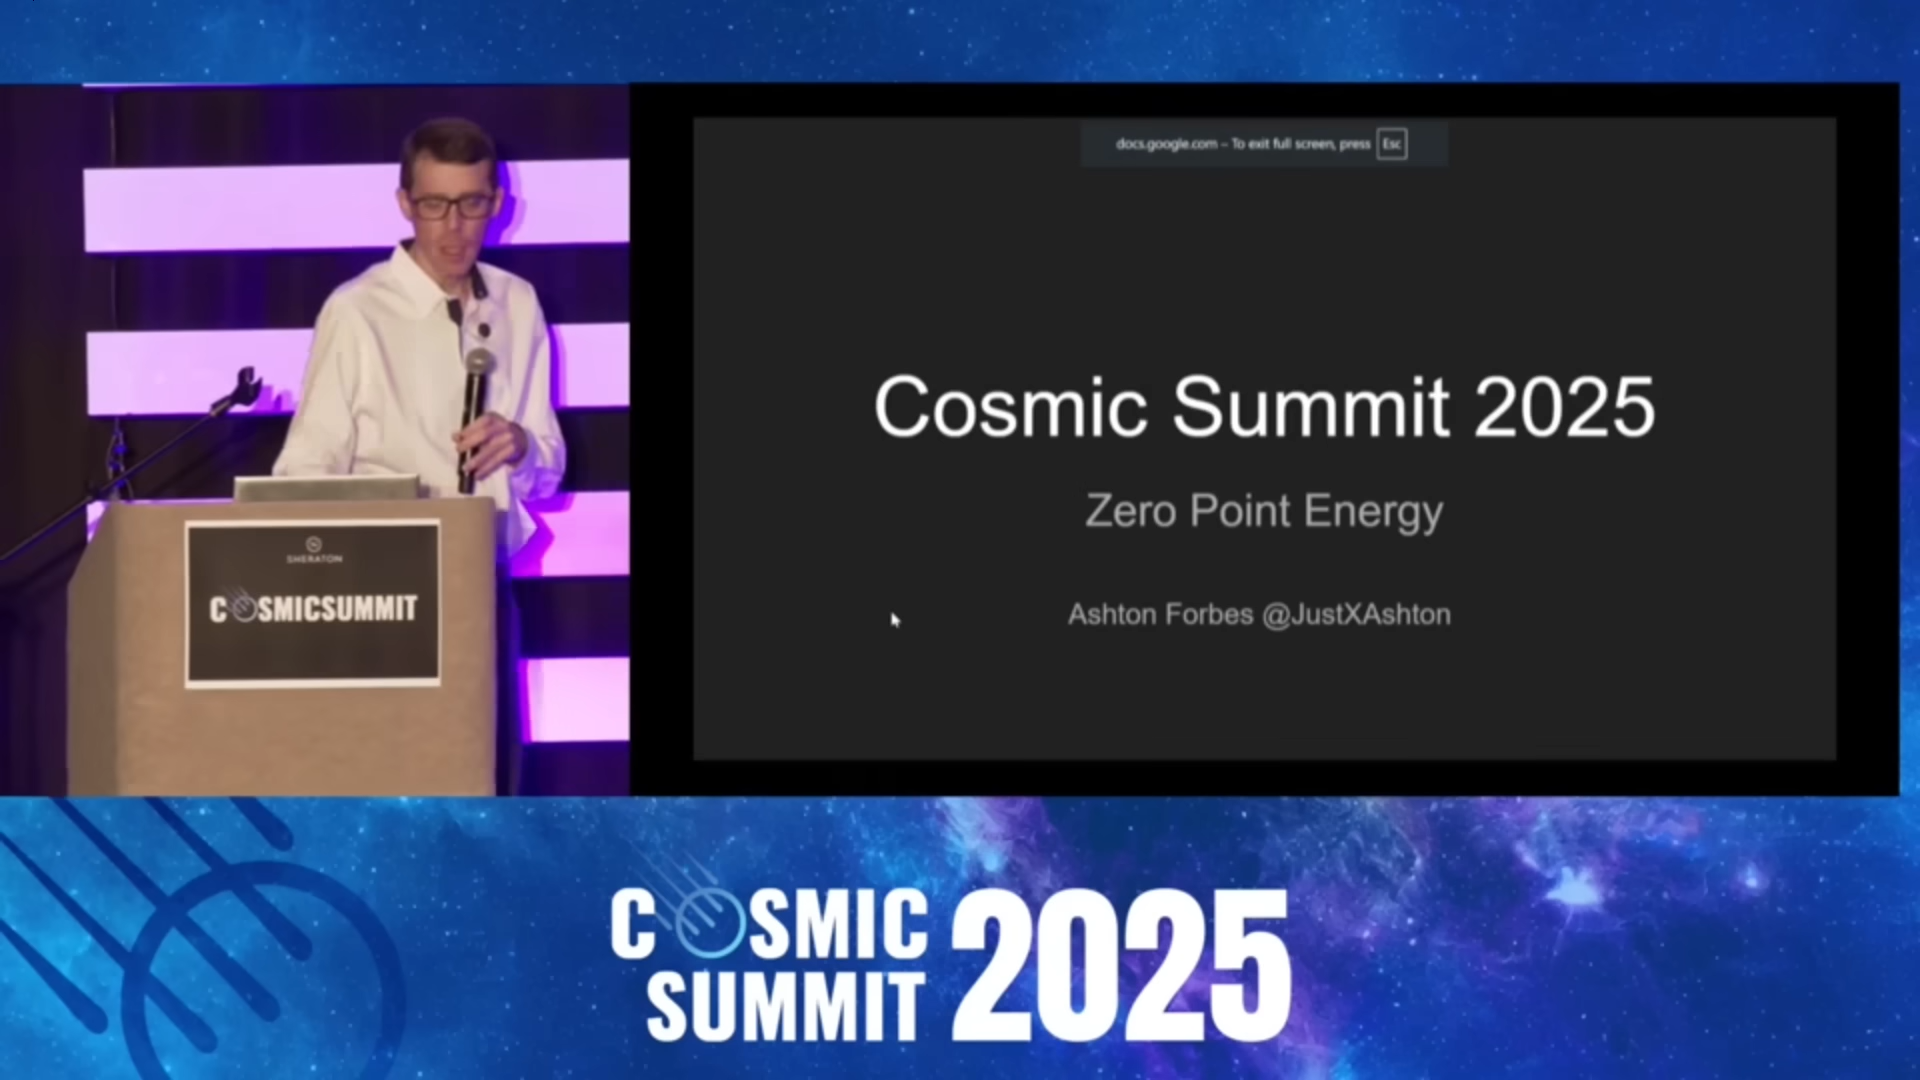 docs.google.com – To exit full screen, press Esc
Cosmic Summit 2025
Zero Point Energy
Ashton Forbes @JustXAshton
SHERATON
COSMICSUMMIT
COSMIC
SUMMIT
2025